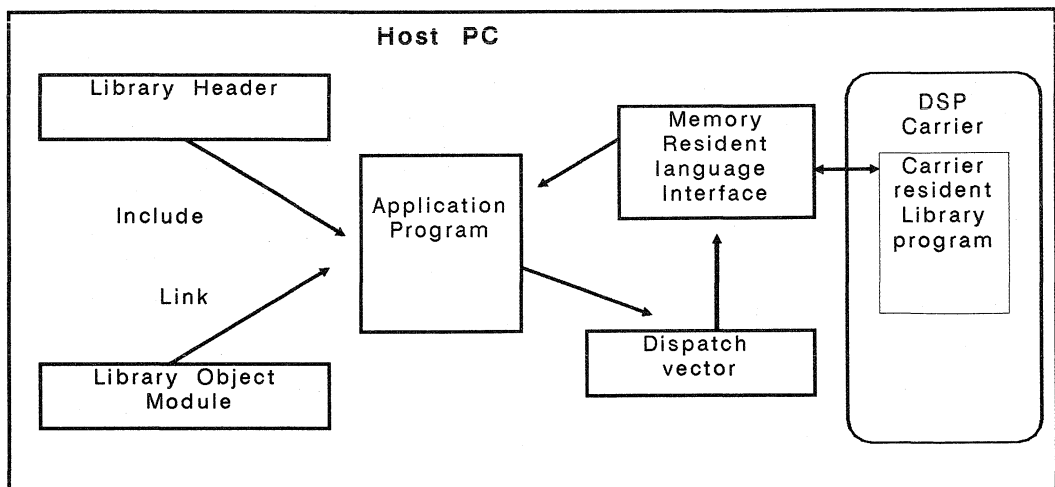 Host PC
Library Header
Include
Link
Library Object
Module
Application
Program
Memory
Resident
language
Interface
Dispatch
vector
DSP
Carrier
Carrier
resident
Library
program